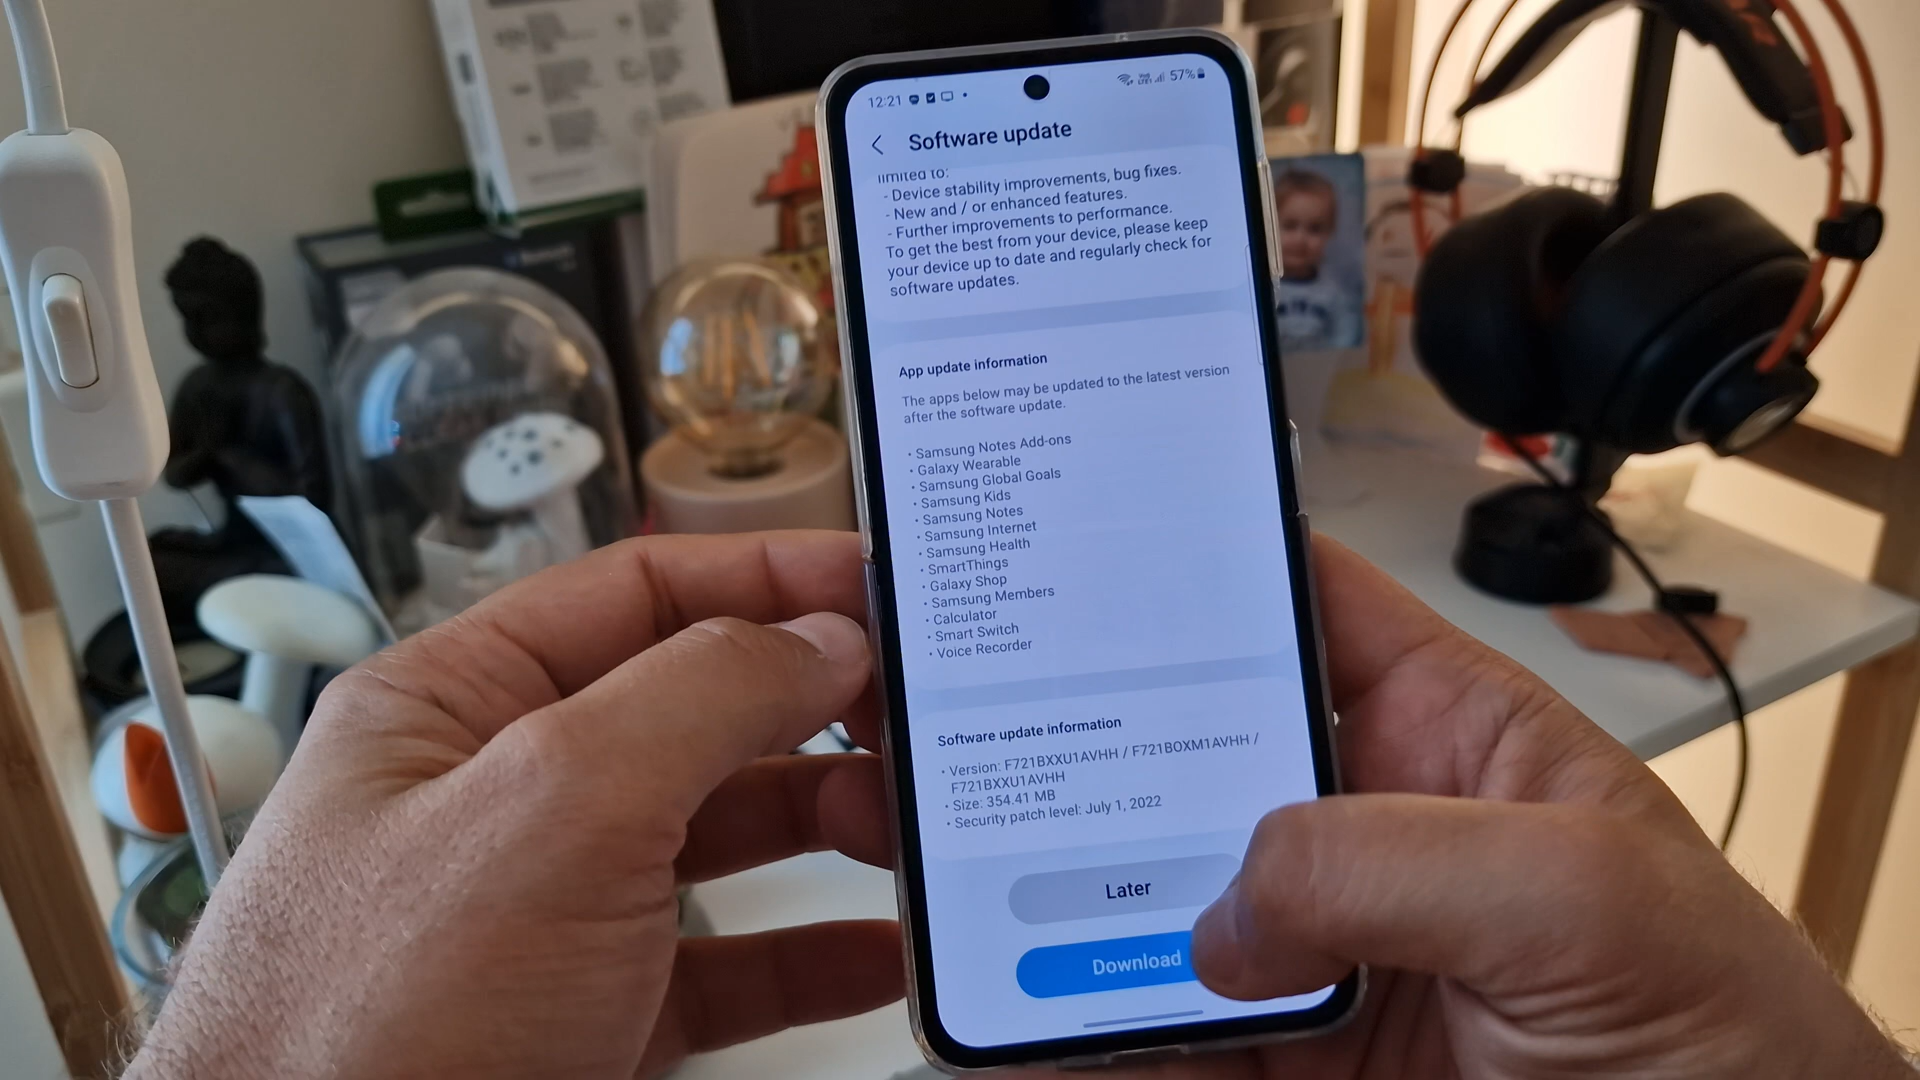 12:21
57%
Software update
limited to:
- Device stability improvements, bug fixes.
- New and / or enhanced features.
- Further improvements to performance.
To get the best from your device, please keep
your device up to date and regularly check for
software updates.
App update information
The apps below may be updated to the latest version
after the software update.
• Samsung Notes Add-ons
• Galaxy Wearable
• Samsung Global Goals
• Samsung Kids
• Samsung Notes
• Samsung Internet
• Samsung Health
• SmartThings
• Galaxy Shop
• Samsung Members
• Calculator
• Smart Switch
• Voice Recorder
Software update information
• Version: F721BXXU1AVHH / F721BOXM1AVHH /
F721BXXU1AVHH
• Size: 354.41 MB
• Security patch level: July 1, 2022
Later
Download